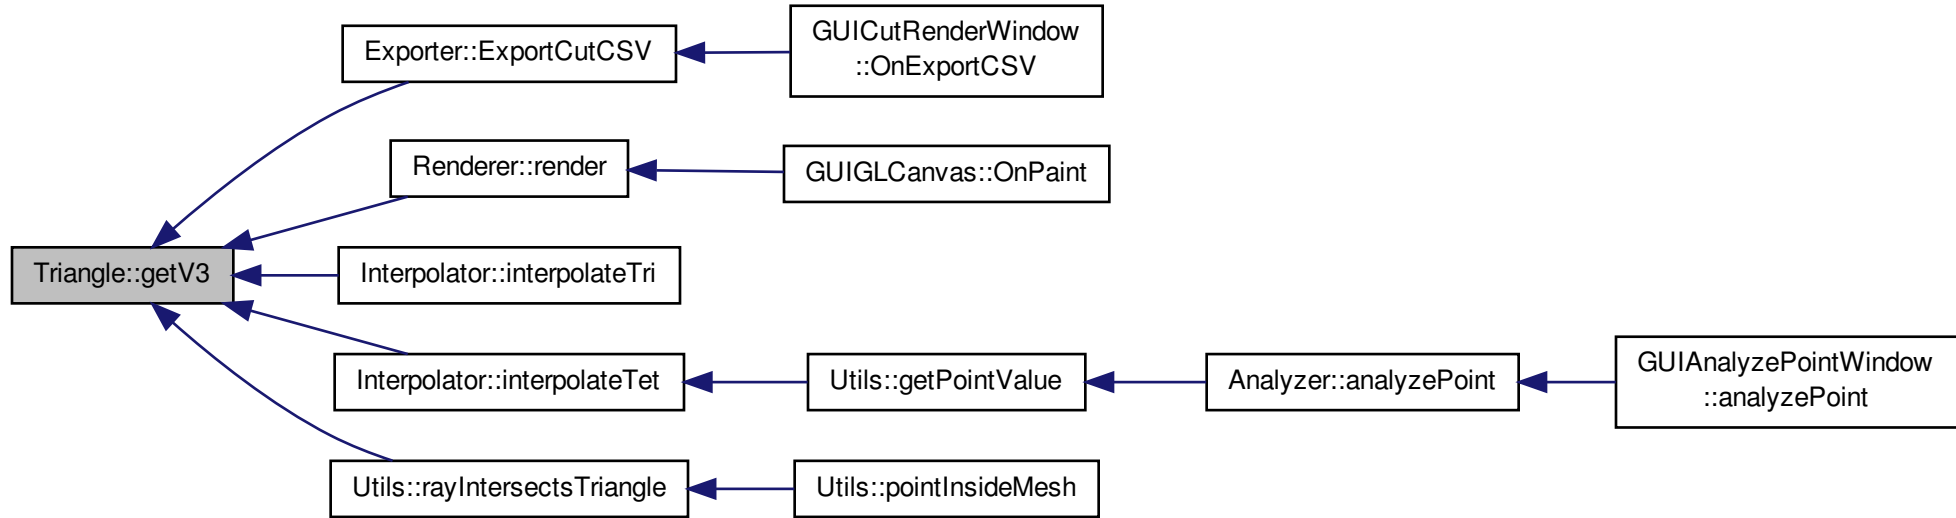 Exporter::ExportCutCSV
GUICutRenderWindow
::OnExportCSV
Renderer::render
GUIGLCanvas::OnPaint
Triangle::getV3
Interpolator::interpolateTri
Interpolator::interpolateTet
Utils::getPointValue
Analyzer::analyzePoint
GUIAnalyzePointWindow
::analyzePoint
Utils::rayIntersectsTriangle
Utils::pointInsideMesh